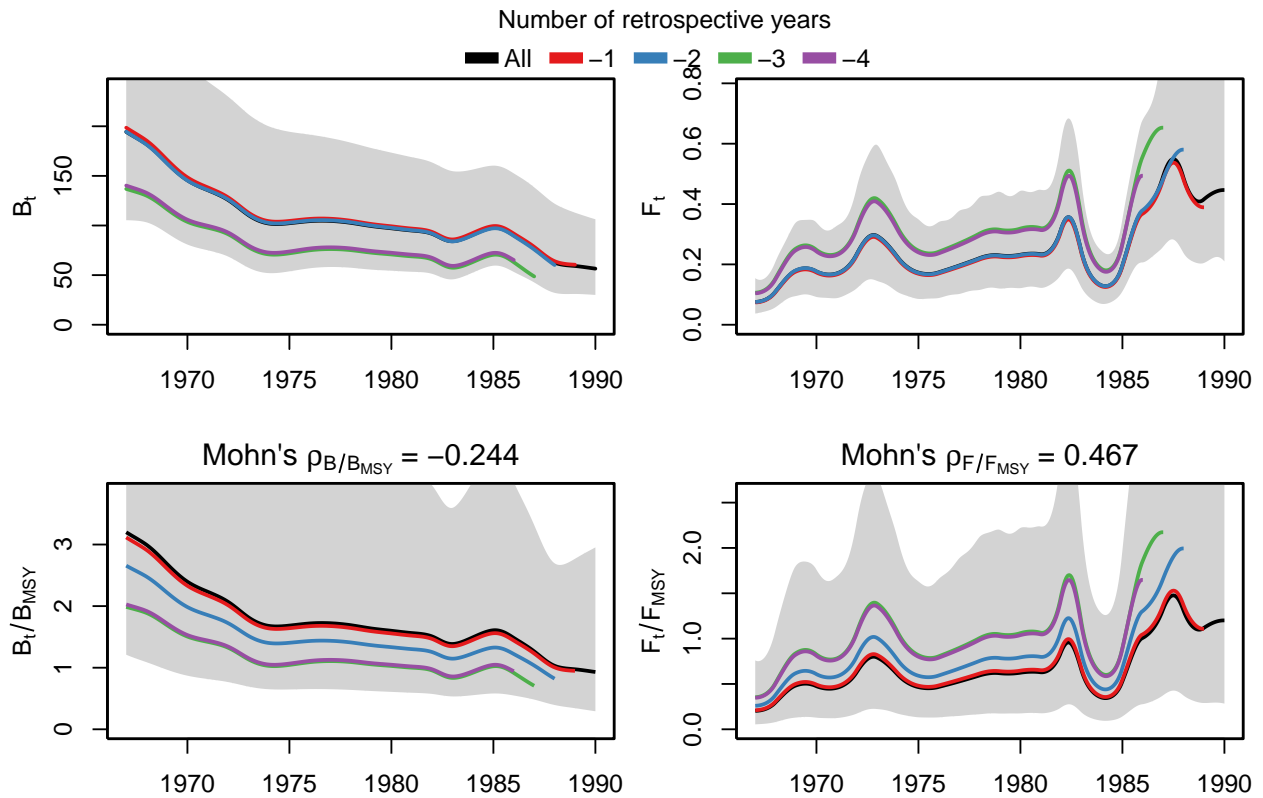 Number of retrospective years
All −1 −2 −3 −4
Bt
0 50 150
1970 1975 1980 1985 1990
Ft
0.0 0.2 0.4 0.6 0.8
1970 1975 1980 1985 1990
Mohn's ρB/BMSY = −0.244
Bt/BMSY
0 1 2 3
1970 1975 1980 1985 1990
Mohn's ρF/FMSY = 0.467
Ft/FMSY
0.0 1.0 2.0
1970 1975 1980 1985 1990